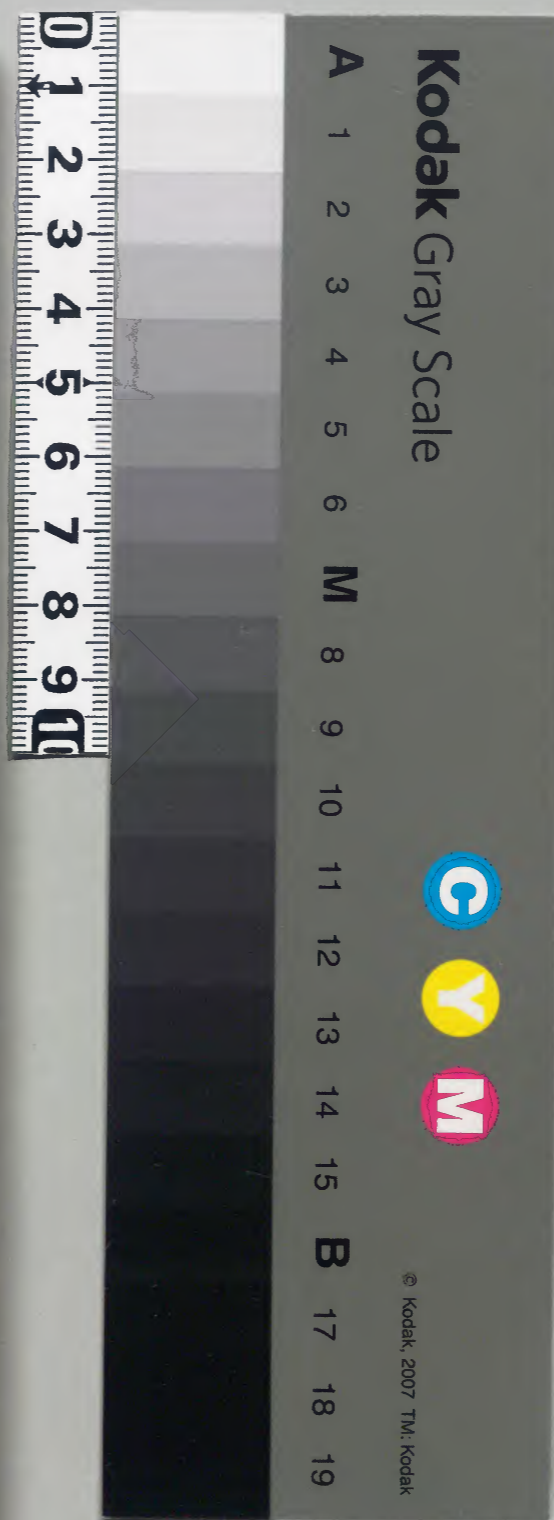 Kodak Gray Scale
C Y M
© Kodak, 2007 TM: Kodak
A 1 2 3 4 5 6 M 8 9 10 11 12 13 14 15 B 17 18 19
0 1 2 3 4 5 6 7 8 9 10